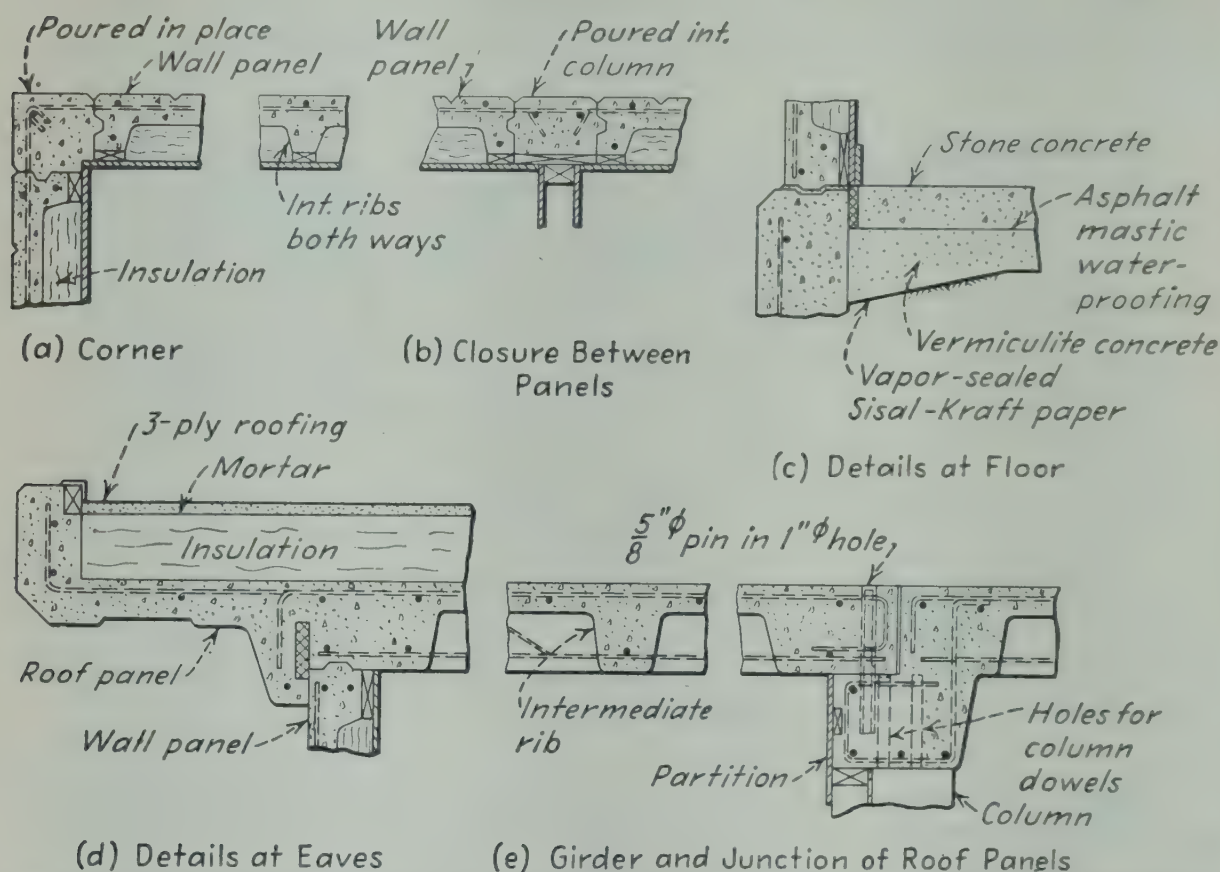 Poured in place
Wall panel
Int. ribs
both ways
Insulation
(a) Corner
Wall
panel
Poured int.
column
(b) Closure Between
Panels
Stone concrete
Asphalt
mastic
water-
proofing
Vermiculite concrete
Vapor-sealed
Sisal-Kraft paper
(c) Details at Floor
3-ply roofing
Mortar
Insulation
Roof panel
Wall panel
(d) Details at Eaves
5/8"ϕ pin in 1"ϕ hole
Intermediate
rib
Partition
Holes for
column
dowels
Column
(e) Girder and Junction of Roof Panels